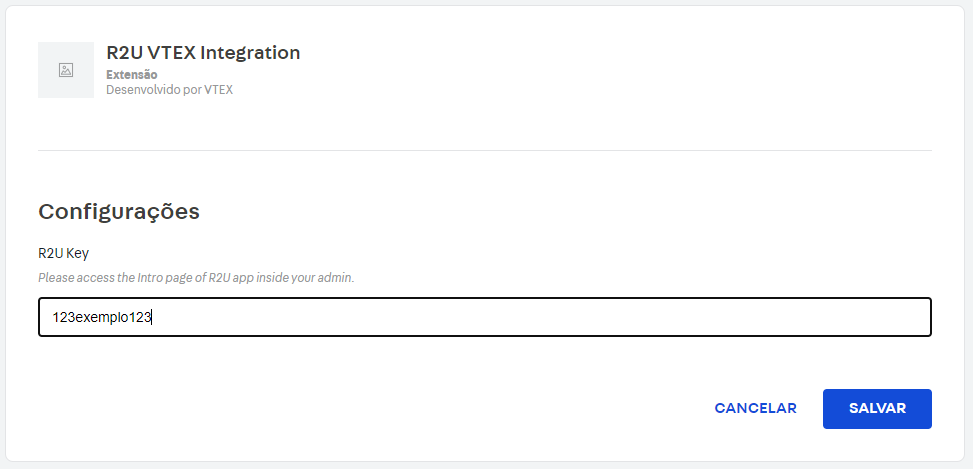 R2U VTEX Integration
Extensão
Desenvolvido por VTEX
Configurações
R2U Key
Please access the Intro page of R2U app inside your admin.
123exemplo123
CANCELAR
SALVAR